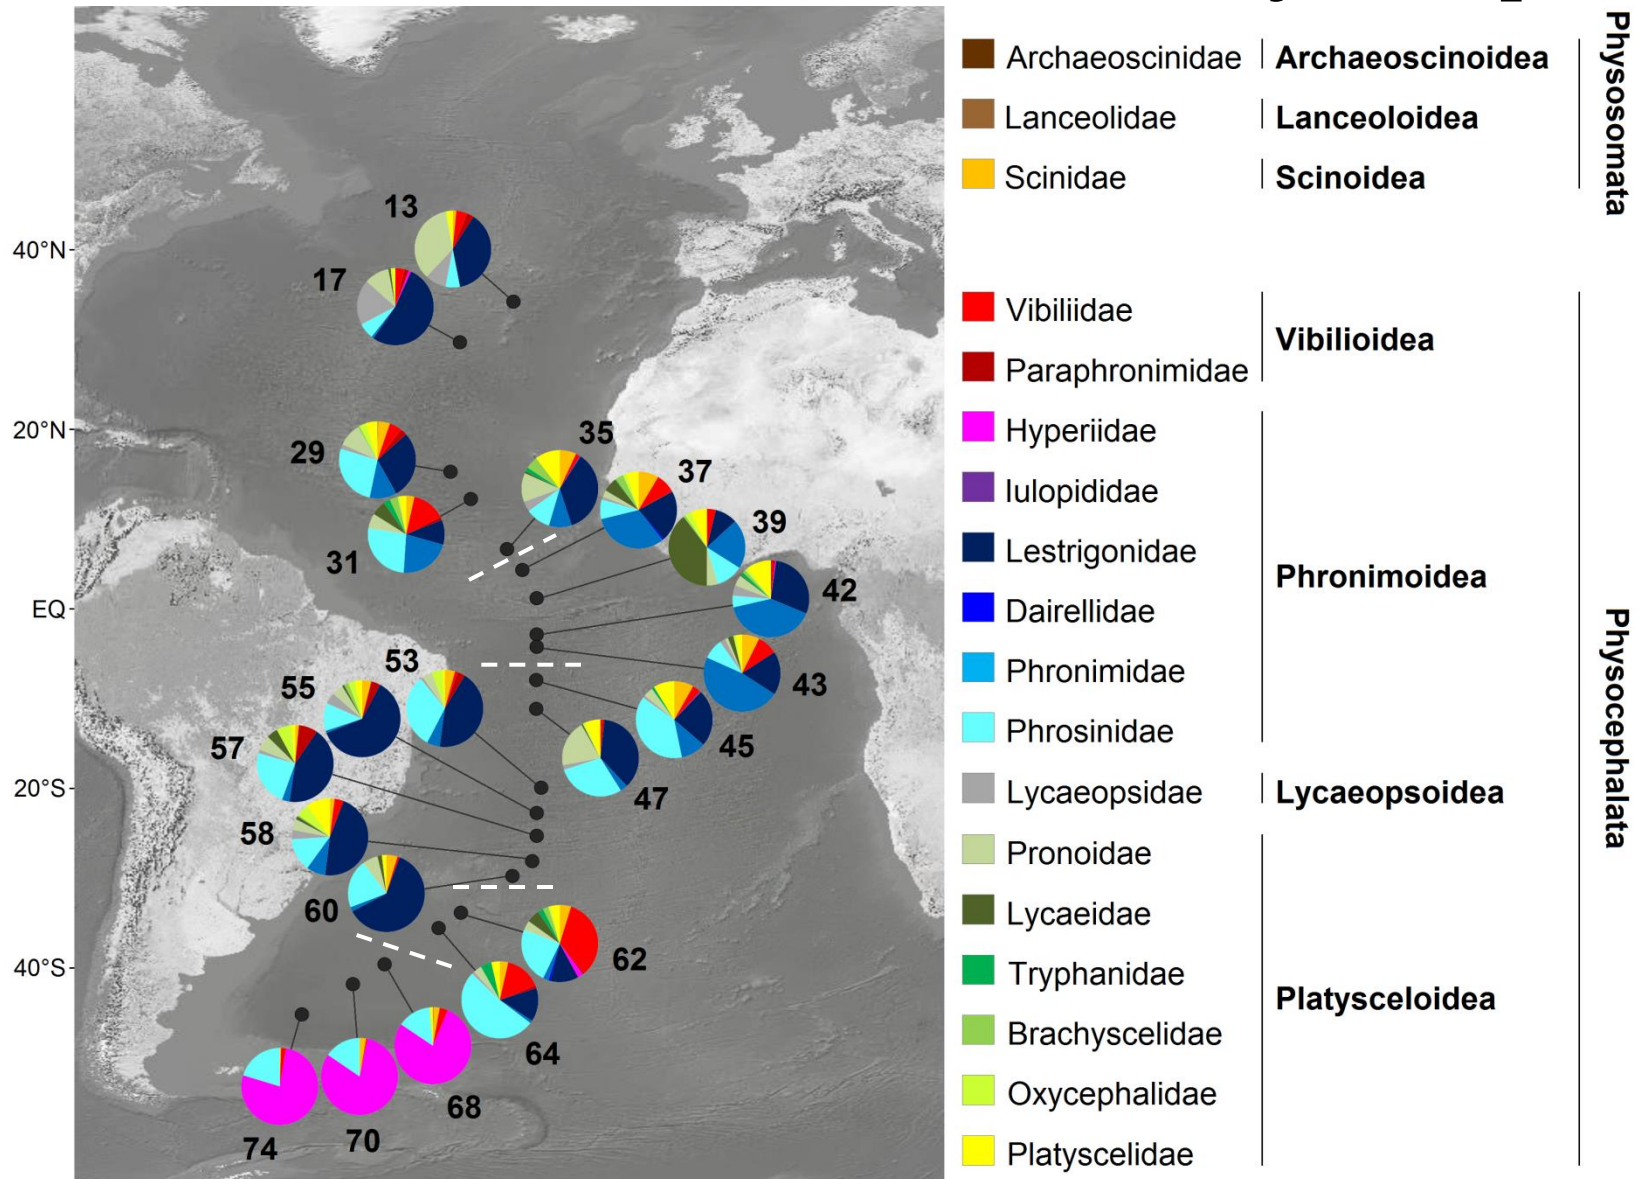 Archaeoscinidae
Archaeoscinoidea
Lanceolidae
Lanceoloidea
Scinidae
Scinoidea
Physosomata
Vibiliidae
Paraphronimidae
Vibilioidea
Hyperiidae
Iulopididae
Lestrigonidae
Dairellidae
Phronimidae
Phrosinidae
Phronimoidea
Lycaeopsidae
Lycaeopsoidea
Pronoidae
Lycaeidae
Tryphanidae
Brachyscelidae
Oxycephalidae
Platyscelidae
Platysceloidea
Physocephalata
40°N
20°N
EQ
20°S
40°S
13
17
29
31
35
37
39
42
43
45
47
53
55
57
58
60
62
64
68
70
74